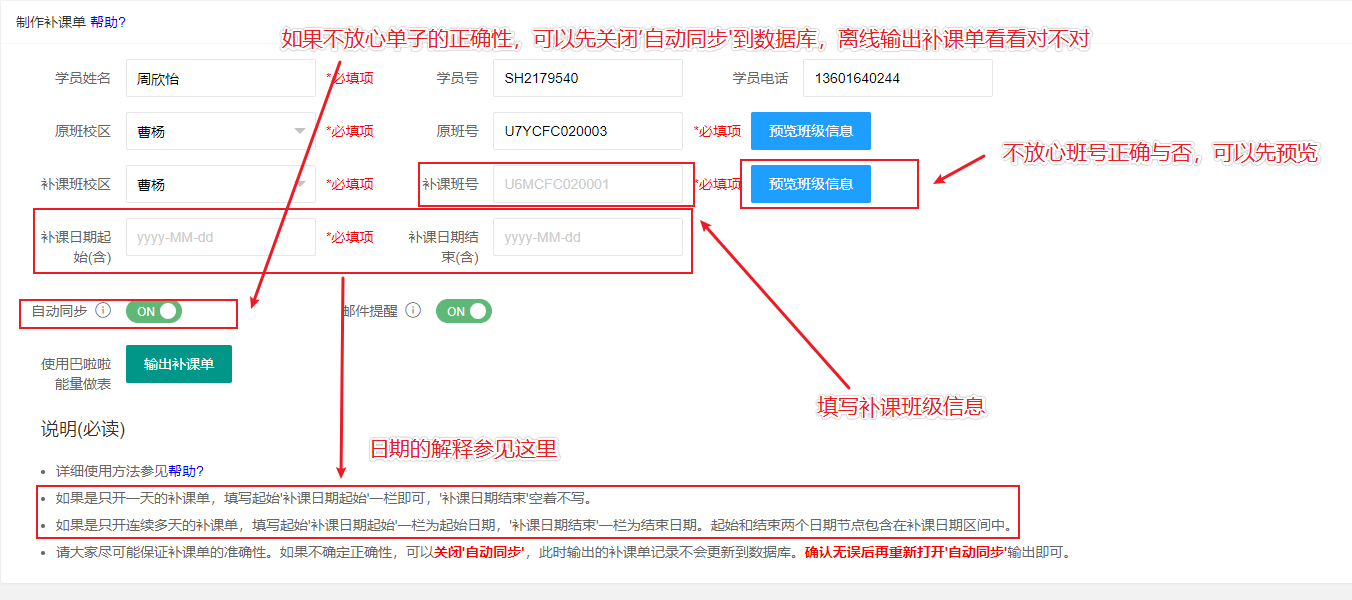 制作补课单 帮助?
如果不放心单子的正确性，可以先关闭'自动同步'到数据库，离线输出补课单看看对不对
学员姓名 周欣怡 *必填项 学员号 SH2179540 学员电话 13601640244
原班校区 曹杨 *必填项 原班号 U7YCFC020003 *必填项 预览班级信息
不放心班号正确与否，可以先预览
补课班校区 曹杨 *必填项 补课班号 U6MCFC020001 *必填项 预览班级信息
补课日期起始(含) yyyy-MM-dd *必填项 补课日期结束(含) yyyy-MM-dd
自动同步 ON 邮件提醒 ON
使用巴啦啦能量做表 输出补课单
填写补课班级信息
说明(必读)
日期的解释参见这里
• 详细使用方法参见帮助?
• 如果是只开一天的补课单，填写起始'补课日期起始'一栏即可，'补课日期结束'空着不写。
• 如果是只开连续多天的补课单，填写起始'补课日期起始'一栏为起始日期，'补课日期结束'一栏为结束日期。起始和结束两个日期节点包含在补课日期区间中。
• 请大家尽可能保证补课单的准确性。如果不确定正确性，可以关闭'自动同步'，此时输出的补课单记录不会更新到数据库。确认无误后再重新打开'自动同步'输出即可。